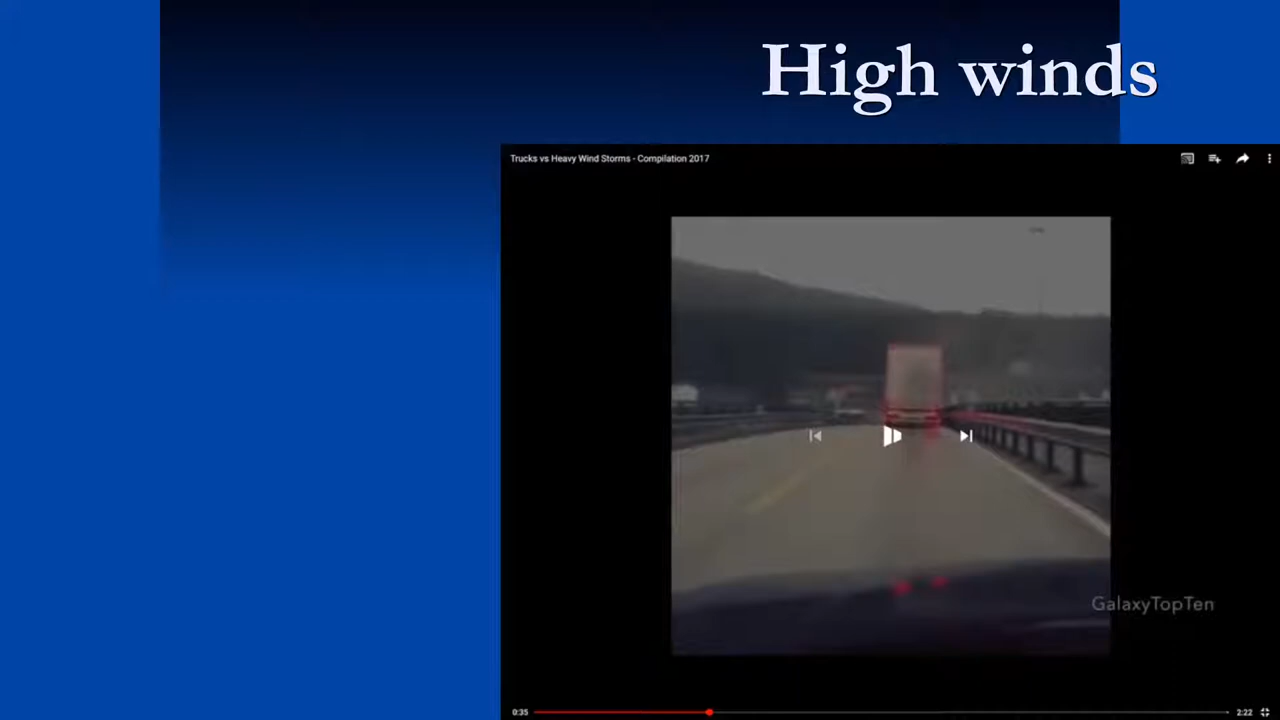 High winds
Trucks vs Heavy Wind Storms - Compilation 2017
GalaxyTopTen
0:35
2:22